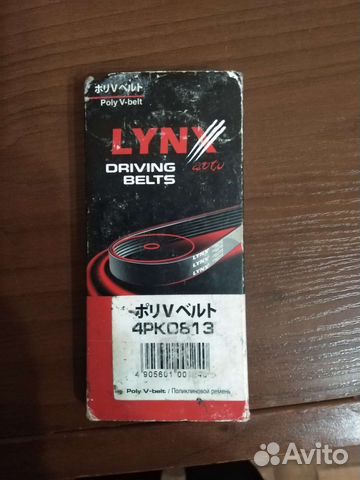 ポリVベルト
Poly V-belt
LYNX
auto
DRIVING
BELTS
LYNX
LYNX
LYNX
ポリVベルト
4PK0813
4 905601 00
Poly V-belt / Поликлиновой ремень
Avito